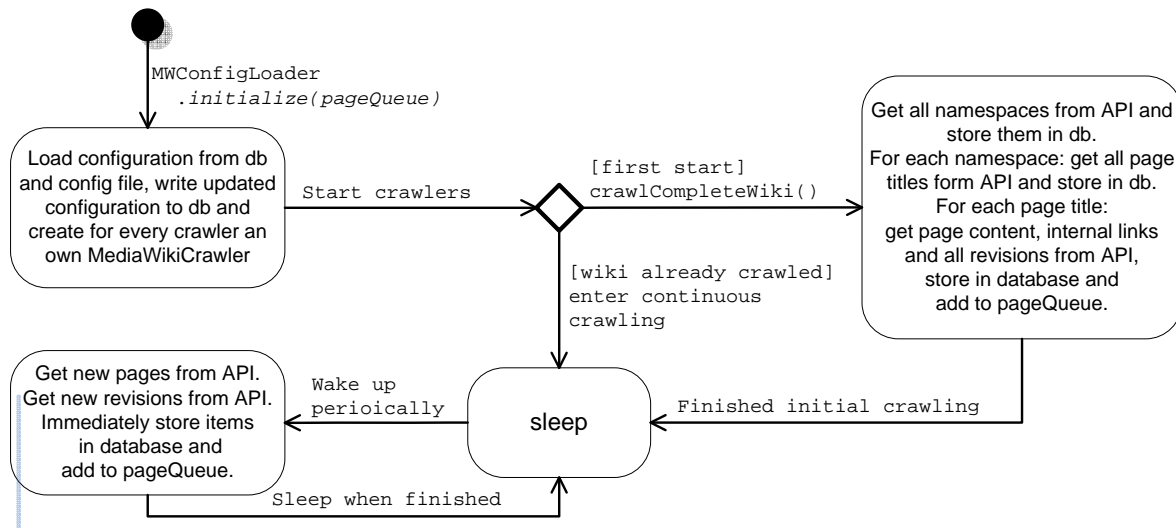 MWConfigLoader
.initialize(pageQueue)
Load configuration from db
and config file, write updated
configuration to db and
create for every crawler an
own MediaWikiCrawler
Start crawlers
[first start]
crawlCompleteWiki()
Get all namespaces from API and
store them in db.
For each namespace: get all page
titles form API and store in db.
For each page title:
get page content, internal links
and all revisions from API,
store in database and
add to pageQueue.
[wiki already crawled]
enter continuous
crawling
Get new pages from API.
Get new revisions from API.
Immediately store items
in database and
add to pageQueue.
Wake up
perioically
sleep
Finished initial crawling
Sleep when finished